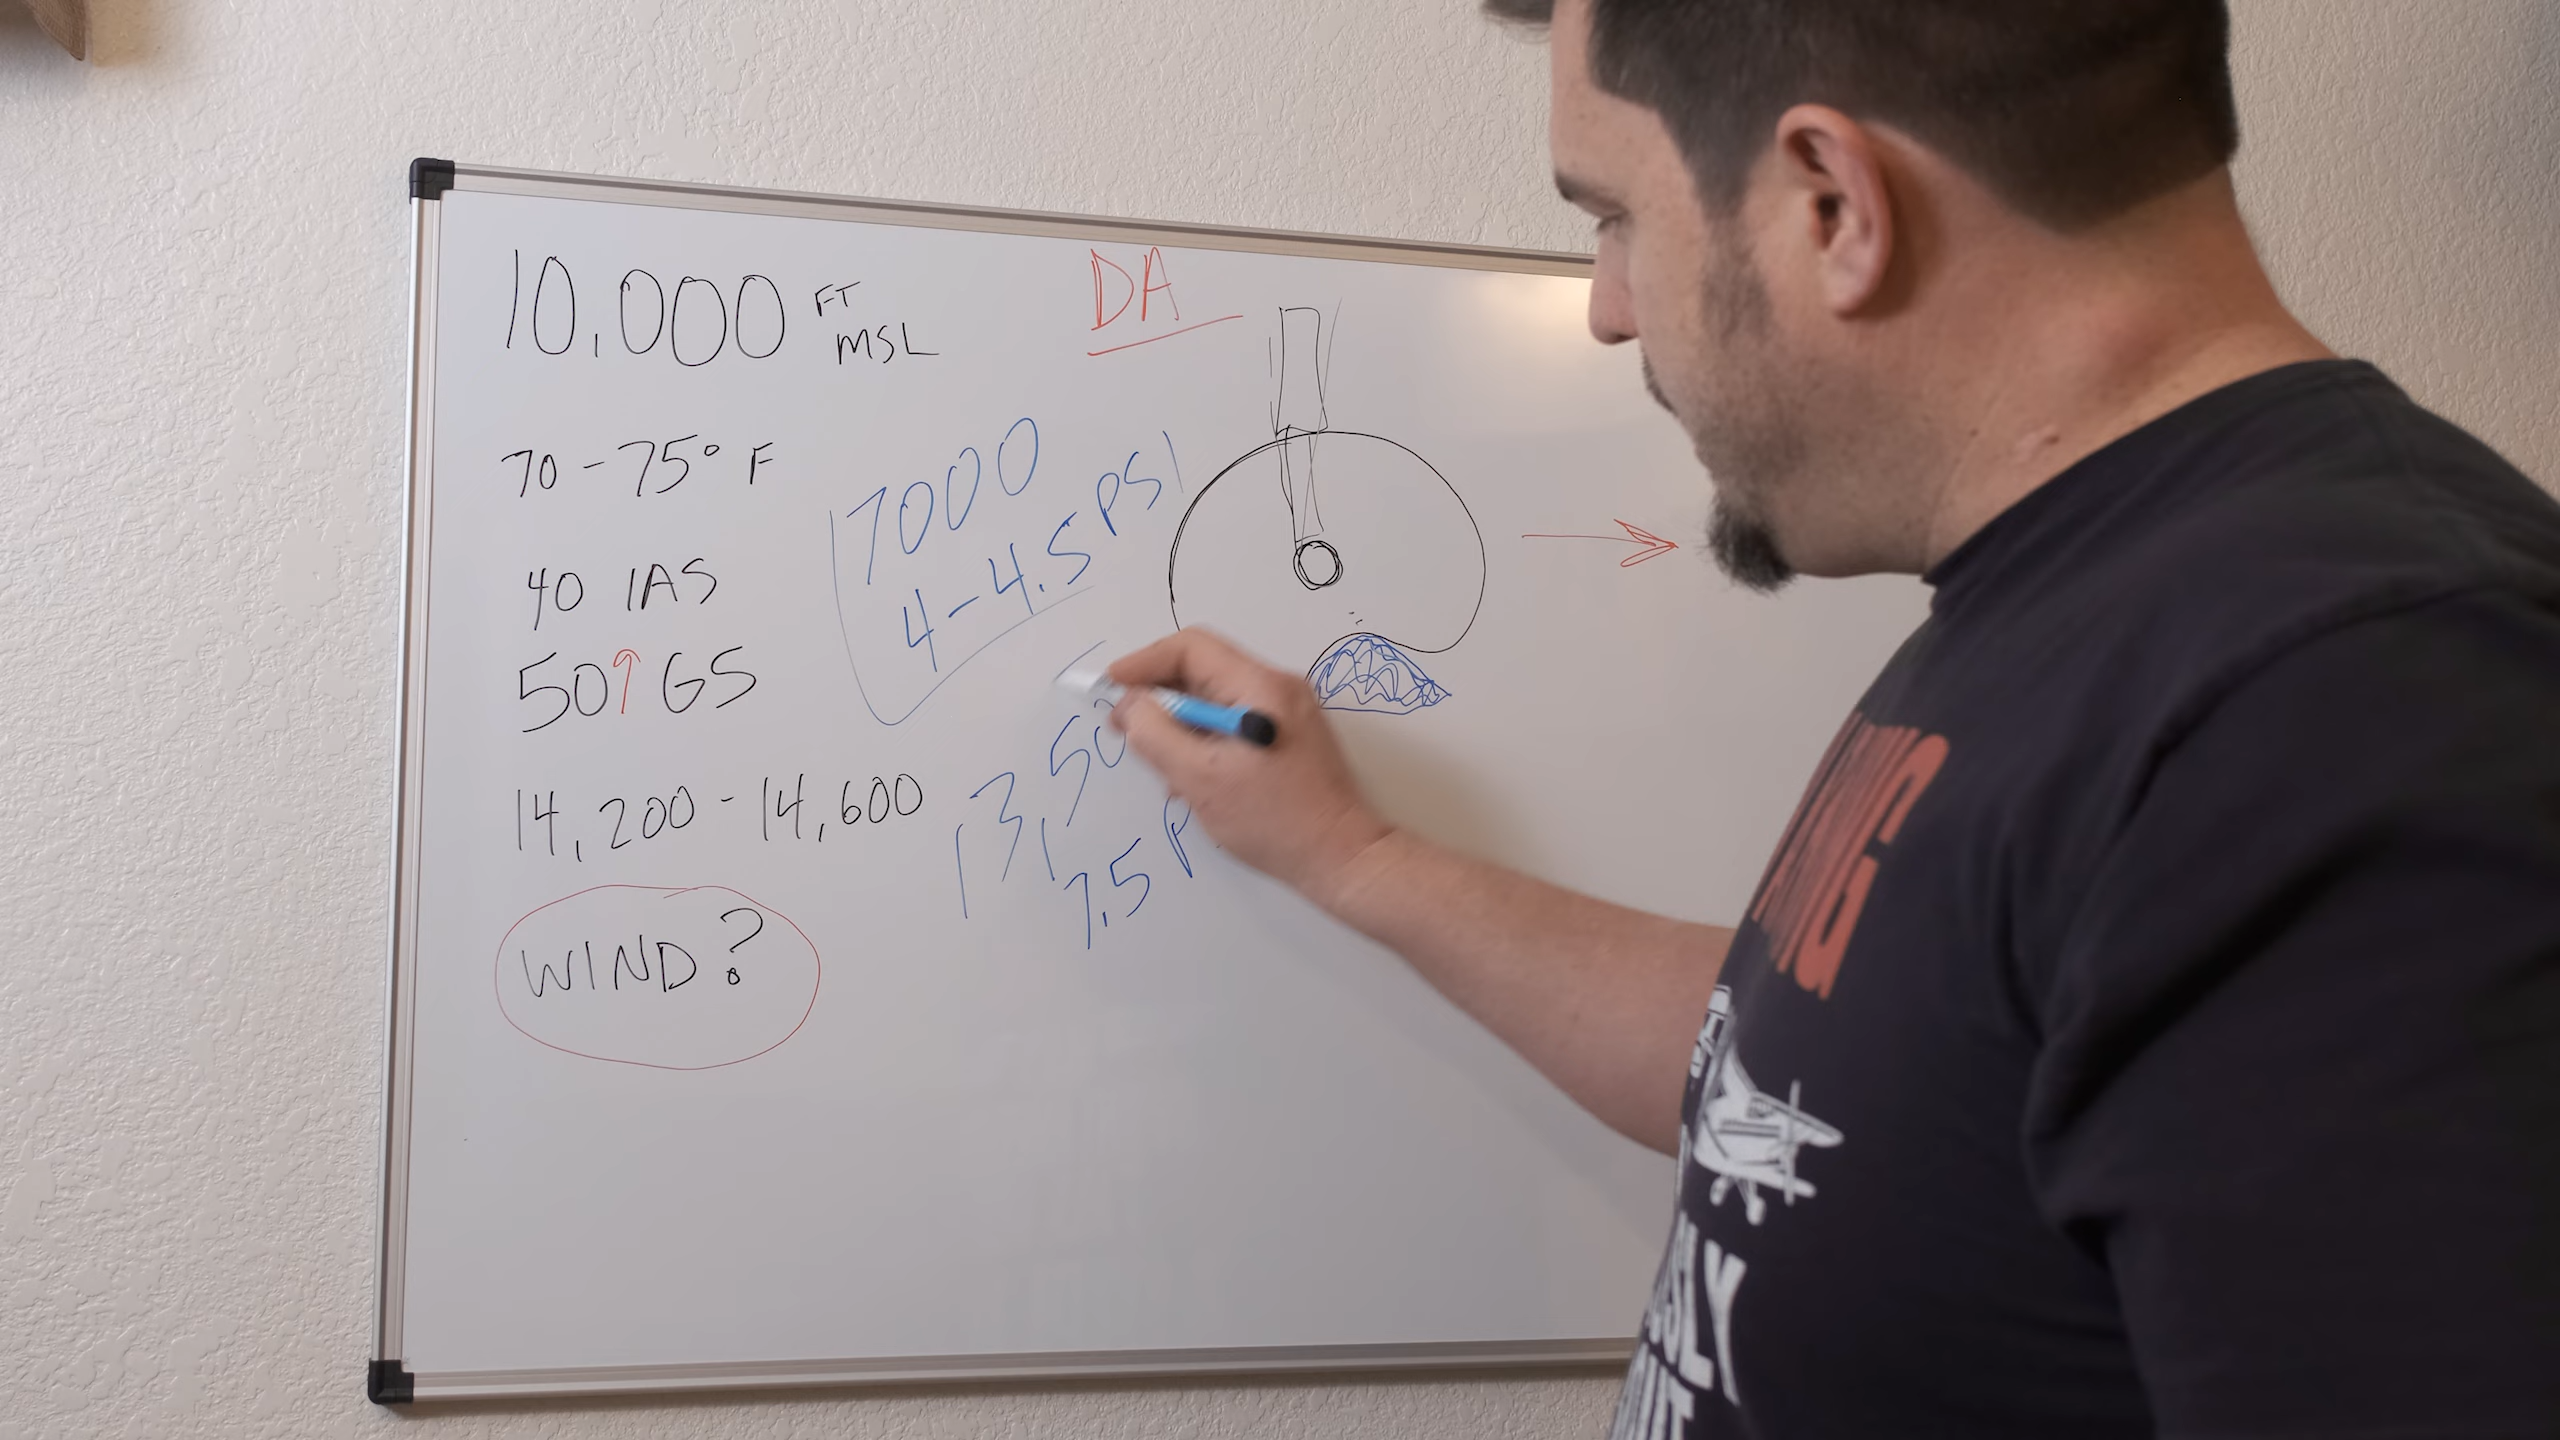 10,000 FT
MSL
DA
70-75° F
7000
4-4.5 PSI
40 IAS
50↑ GS
13,50
7.5 P
14,200-14,600
WIND?